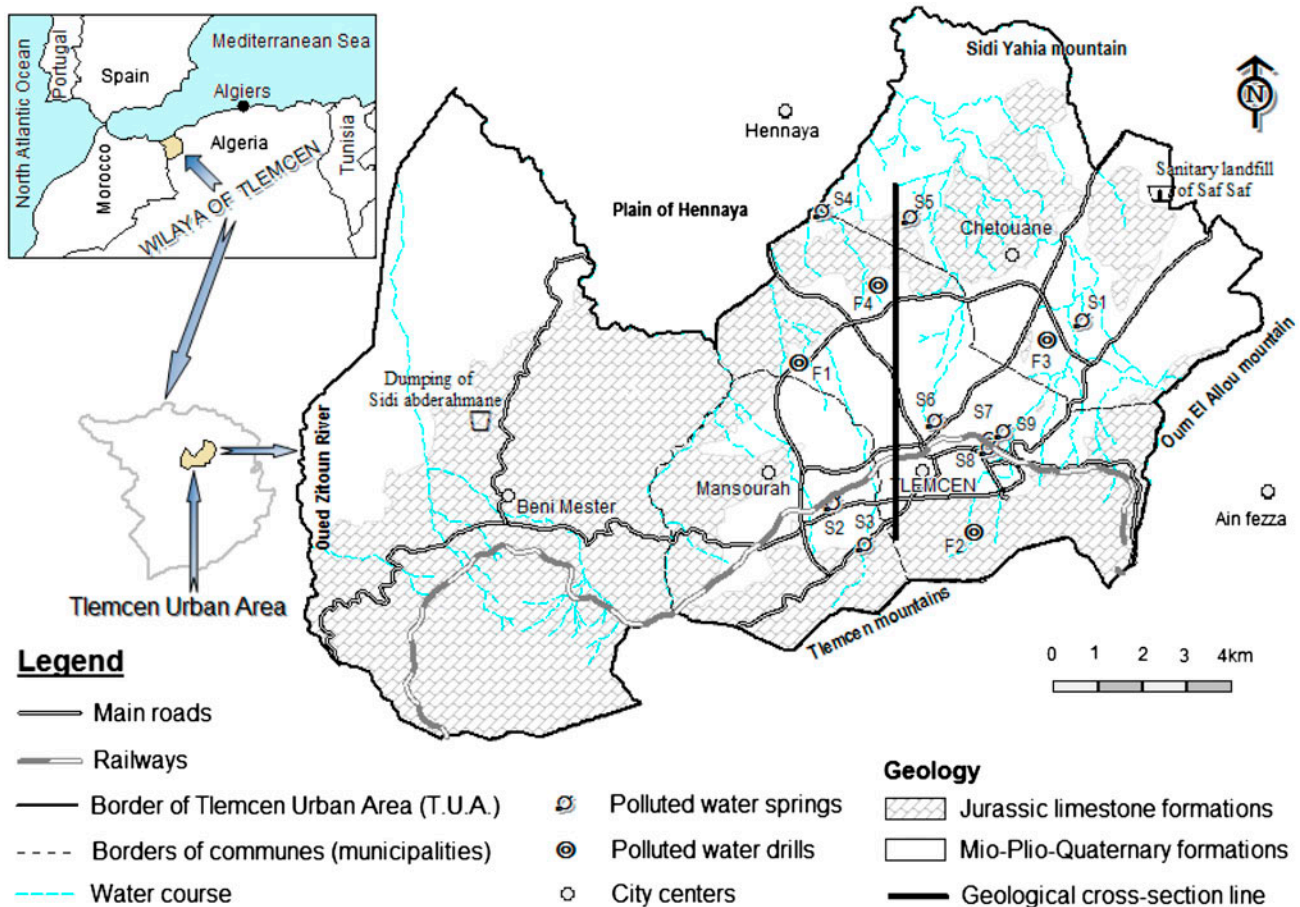 North Atlantic Ocean
Portugal
Spain
Mediterranean Sea
Algiers
Algeria
Tunisia
Morocco
WILAYA OF TLEMCEN
Tlemcen Urban Area
Sidi Yahia mountain
N
Hennaya
Sanitary landfill
of Saf Saf
Plain of Hennaya
S4
S5
Chetouane
F4
S1
F3
F1
Dumping of
Sidi abderahmane
Oum El Allou mountain
Oued Zitoun River
S6
S7
S9
S8
Mansourah
TLEMCEN
Beni Mester
S2
S3
F2
Ain fezza
Tlemcen mountains
0 1 2 3 4km
Legend
Main roads
Railways
Border of Tlemcen Urban Area (T.U.A.)
Borders of communes (municipalities)
Water course
Polluted water springs
Polluted water drills
City centers
Geology
Jurassic limestone formations
Mio-Plio-Quaternary formations
Geological cross-section line